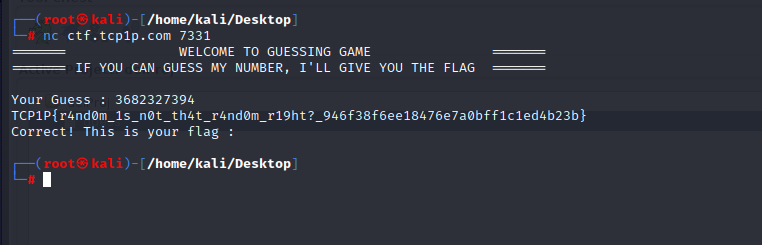 ┌──(root㉿kali)-[/home/kali/Desktop]
└─# nc ctf.tcp1p.com 7331
======= WELCOME TO GUESSING GAME =======
======= IF YOU CAN GUESS MY NUMBER, I'LL GIVE YOU THE FLAG =======
Your Guess : 3682327394
TCP1P{r4nd0m_1s_n0t_th4t_r4nd0m_r19ht?_946f38f6ee18476e7a0bff1c1ed4b23b}
Correct! This is your flag :
┌──(root㉿kali)-[/home/kali/Desktop]
└─#